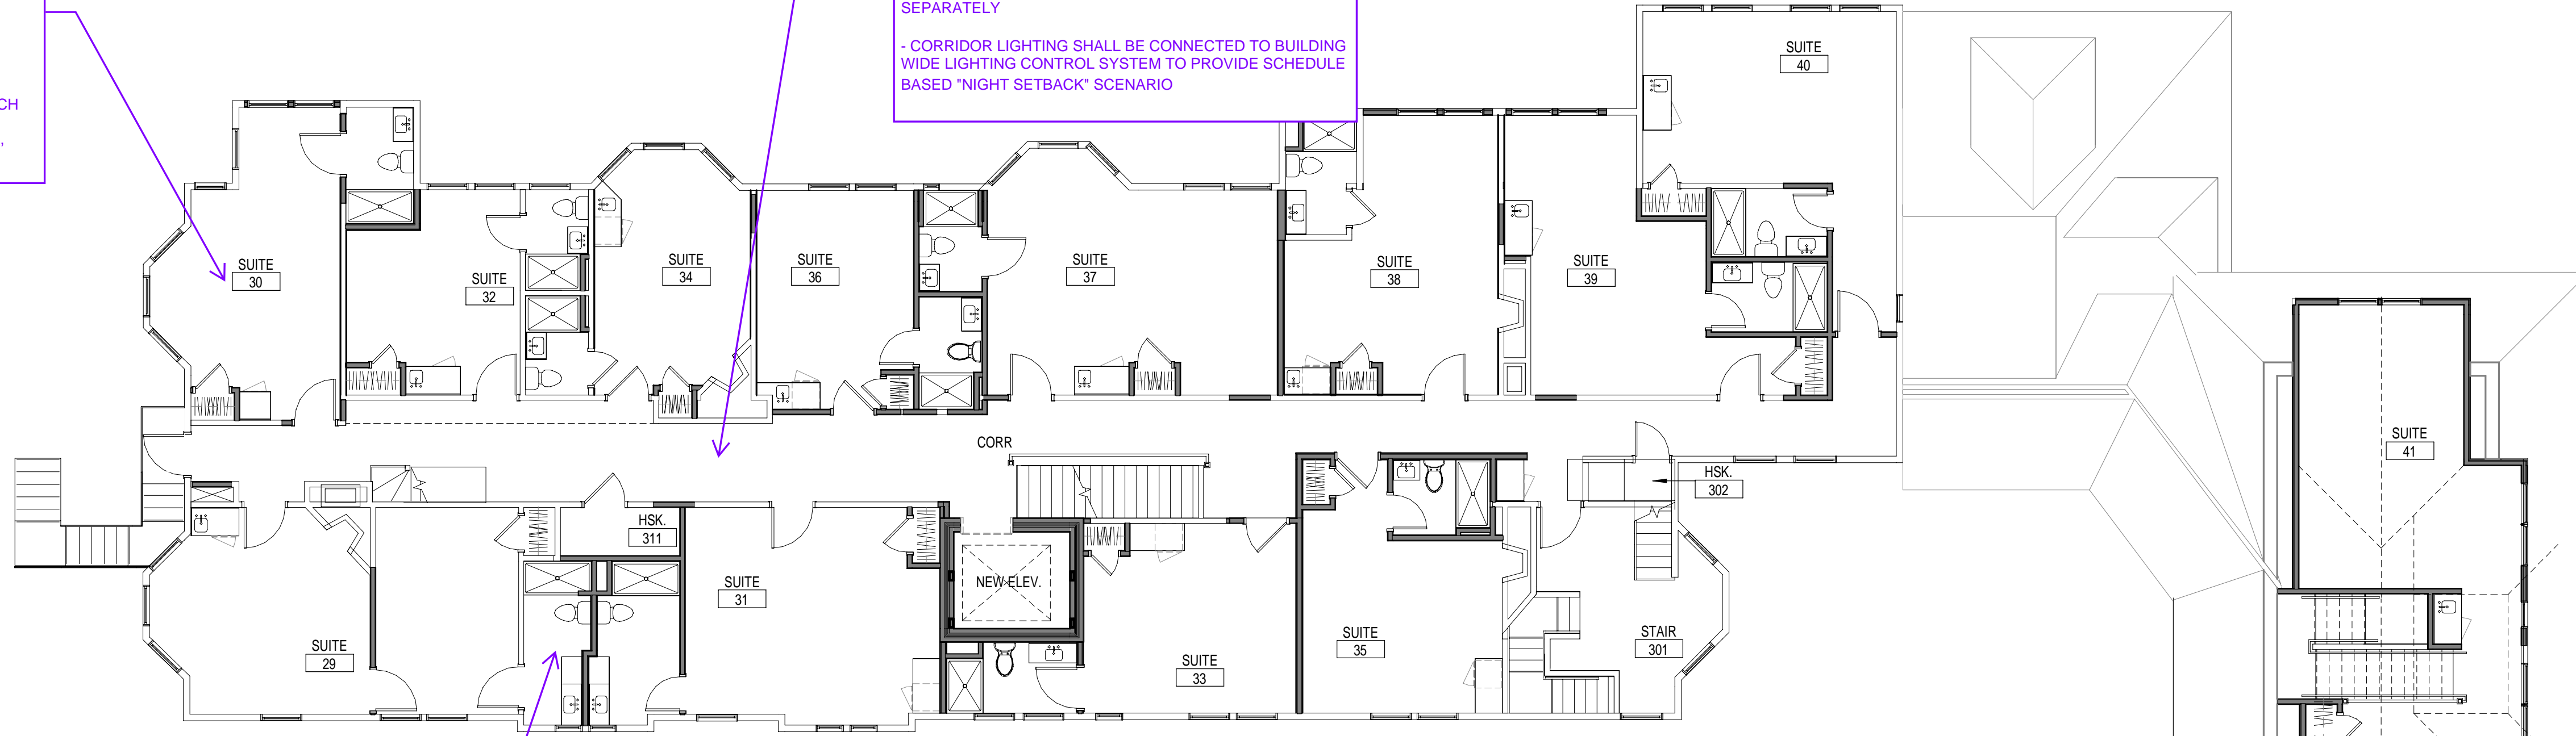 SEPARATELY
- CORRIDOR LIGHTING SHALL BE CONNECTED TO BUILDING
WIDE LIGHTING CONTROL SYSTEM TO PROVIDE SCHEDULE
BASED "NIGHT SETBACK" SCENARIO
SUITE
40
SUITE
30
SUITE
32
SUITE
34
SUITE
36
SUITE
37
SUITE
38
SUITE
39
CORR
SUITE
41
HSK.
302
HSK.
311
NEW ELEV.
SUITE
31
SUITE
29
SUITE
33
SUITE
35
STAIR
301